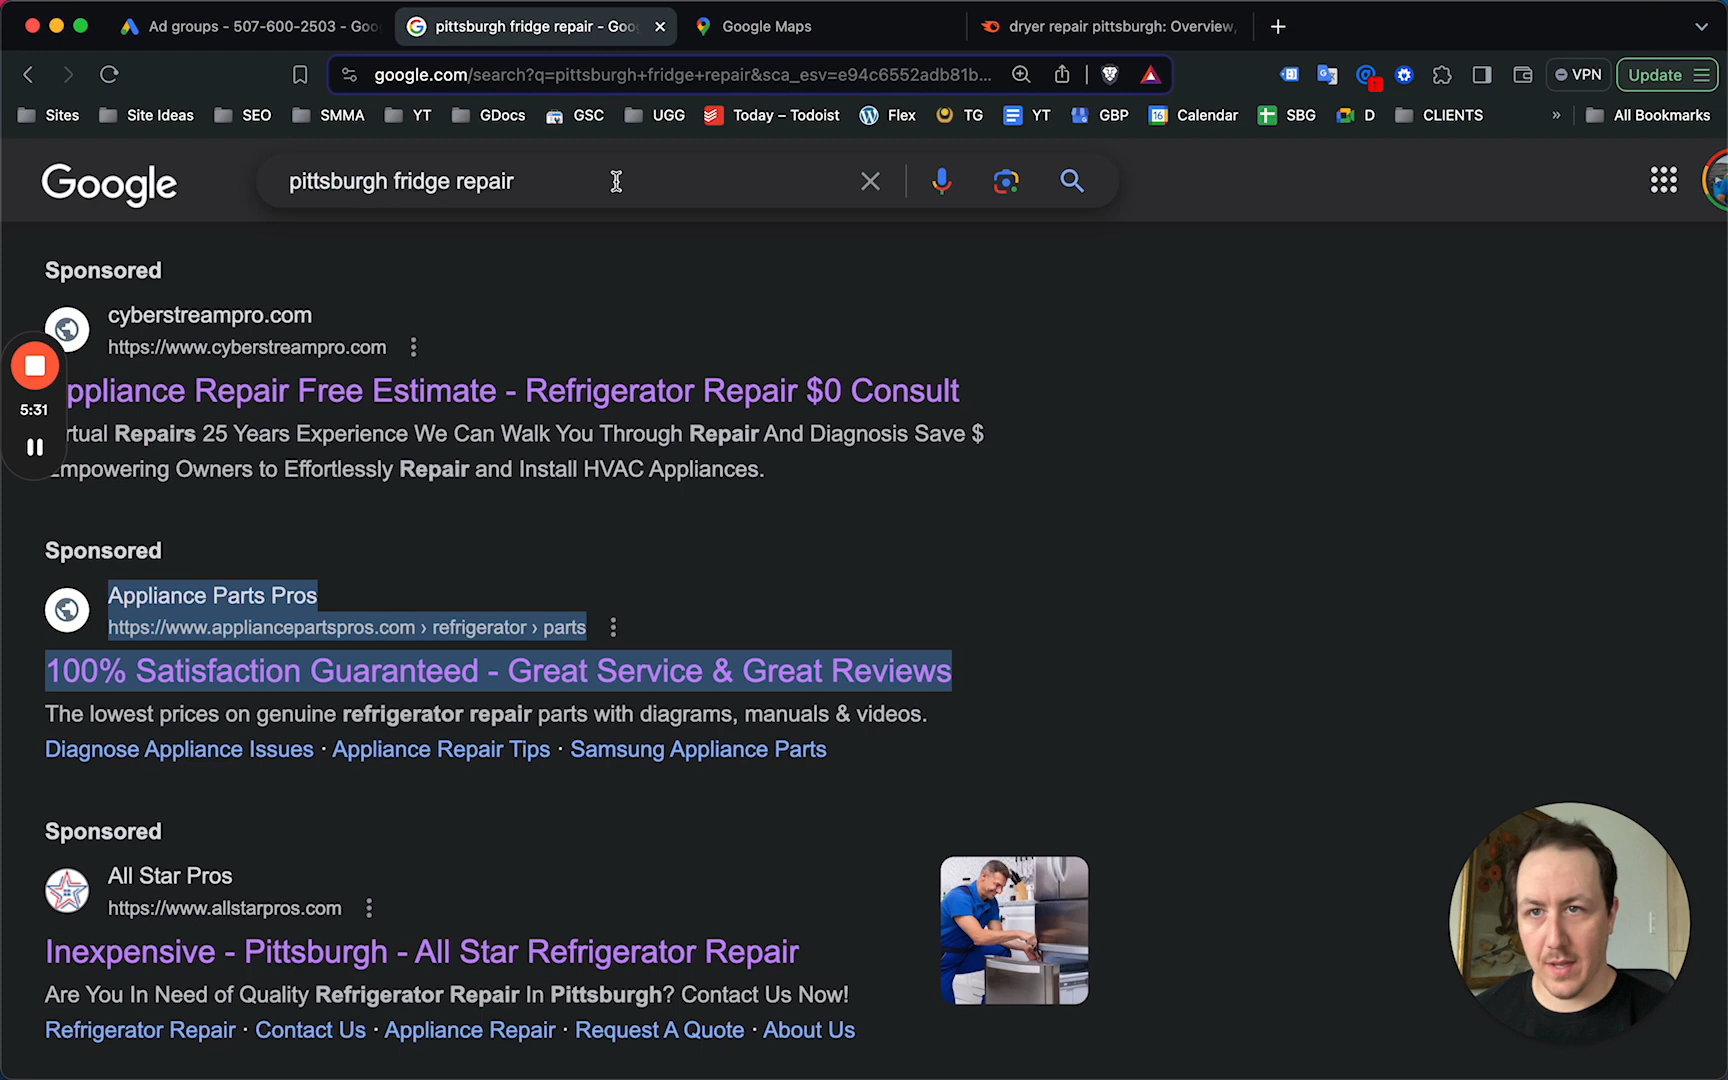 Ad groups - 507-600-2503 - Goo
pittsburgh fridge repair - Goo
Google Maps
dryer repair pittsburgh: Overview,
google.com/search?q=pittsburgh+fridge+repair&sca_esv=e94c6552adb81b...
VPN
Update
Sites
Site Ideas
SEO
SMMA
YT
GDocs
GSC
UGG
Today – Todoist
Flex
TG
YT
GBP
16
Calendar
SBG
D
CLIENTS
»
All Bookmarks
Google
pittsburgh fridge repair
Sponsored
cyberstreampro.com
https://www.cyberstreampro.com
ppliance Repair Free Estimate - Refrigerator Repair $0 Consult
rtual Repairs 25 Years Experience We Can Walk You Through Repair And Diagnosis Save $
mpowering Owners to Effortlessly Repair and Install HVAC Appliances.
5:31
Sponsored
Appliance Parts Pros
https://www.appliancepartspros.com › refrigerator › parts
100% Satisfaction Guaranteed - Great Service & Great Reviews
The lowest prices on genuine refrigerator repair parts with diagrams, manuals & videos.
Diagnose Appliance Issues · Appliance Repair Tips · Samsung Appliance Parts
Sponsored
All Star Pros
https://www.allstarpros.com
Inexpensive - Pittsburgh - All Star Refrigerator Repair
Are You In Need of Quality Refrigerator Repair In Pittsburgh? Contact Us Now!
Refrigerator Repair · Contact Us · Appliance Repair · Request A Quote · About Us